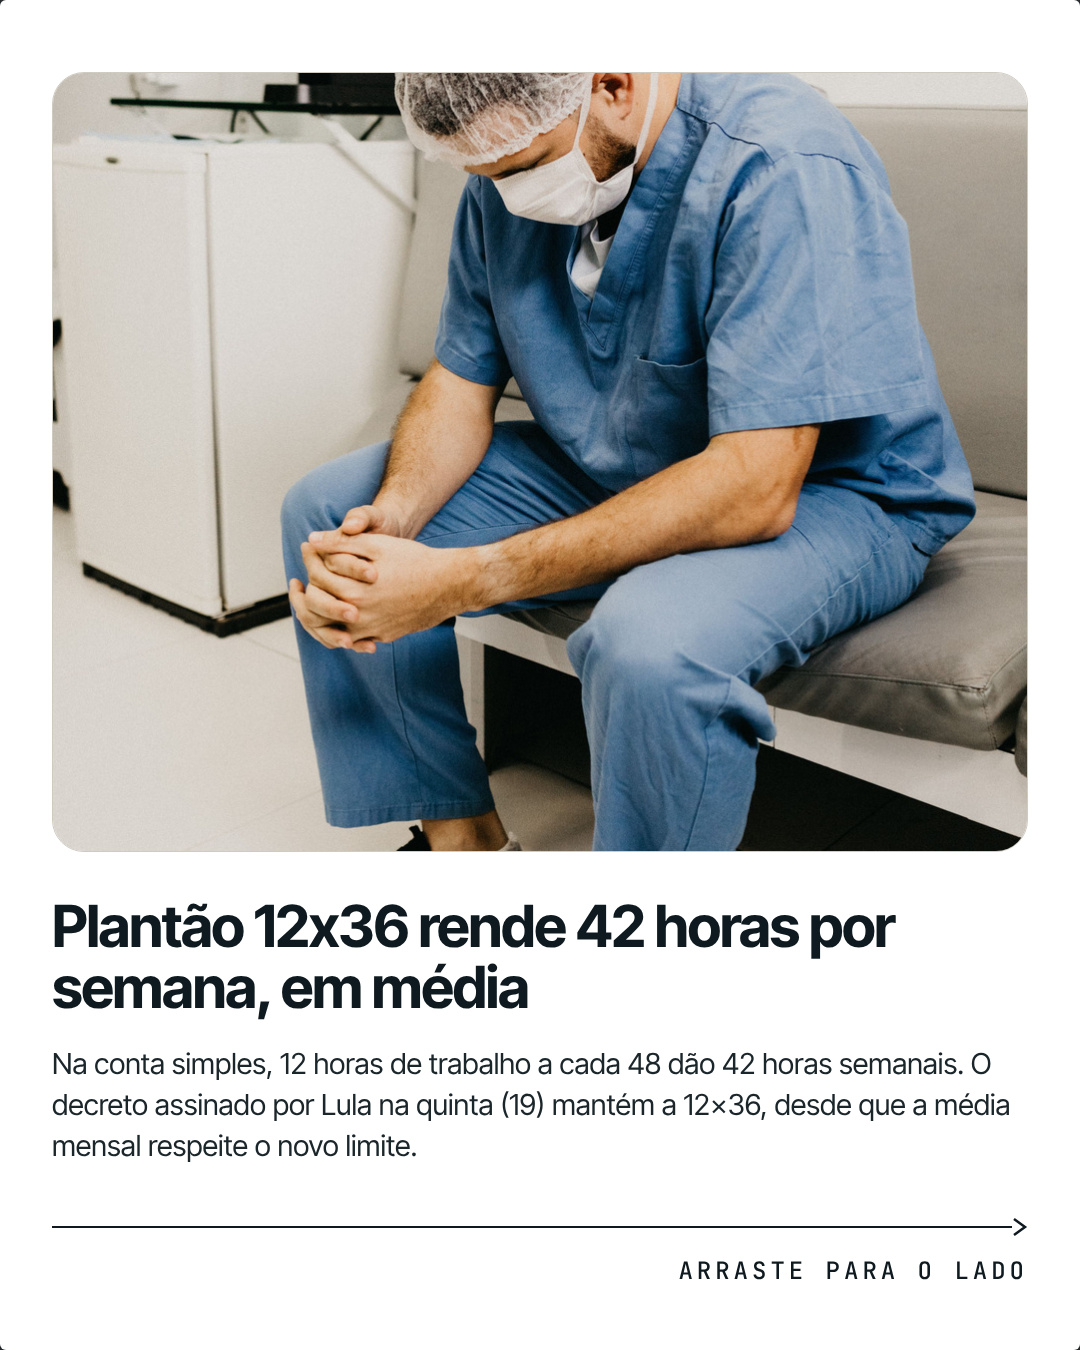 Plantão 12x36 rende 42 horas por
semana, em média
Na conta simples, 12 horas de trabalho a cada 48 dão 42 horas semanais. O
decreto assinado por Lula na quinta (19) mantém a 12×36, desde que a média
mensal respeite o novo limite.
ARRASTE PARA O LADO